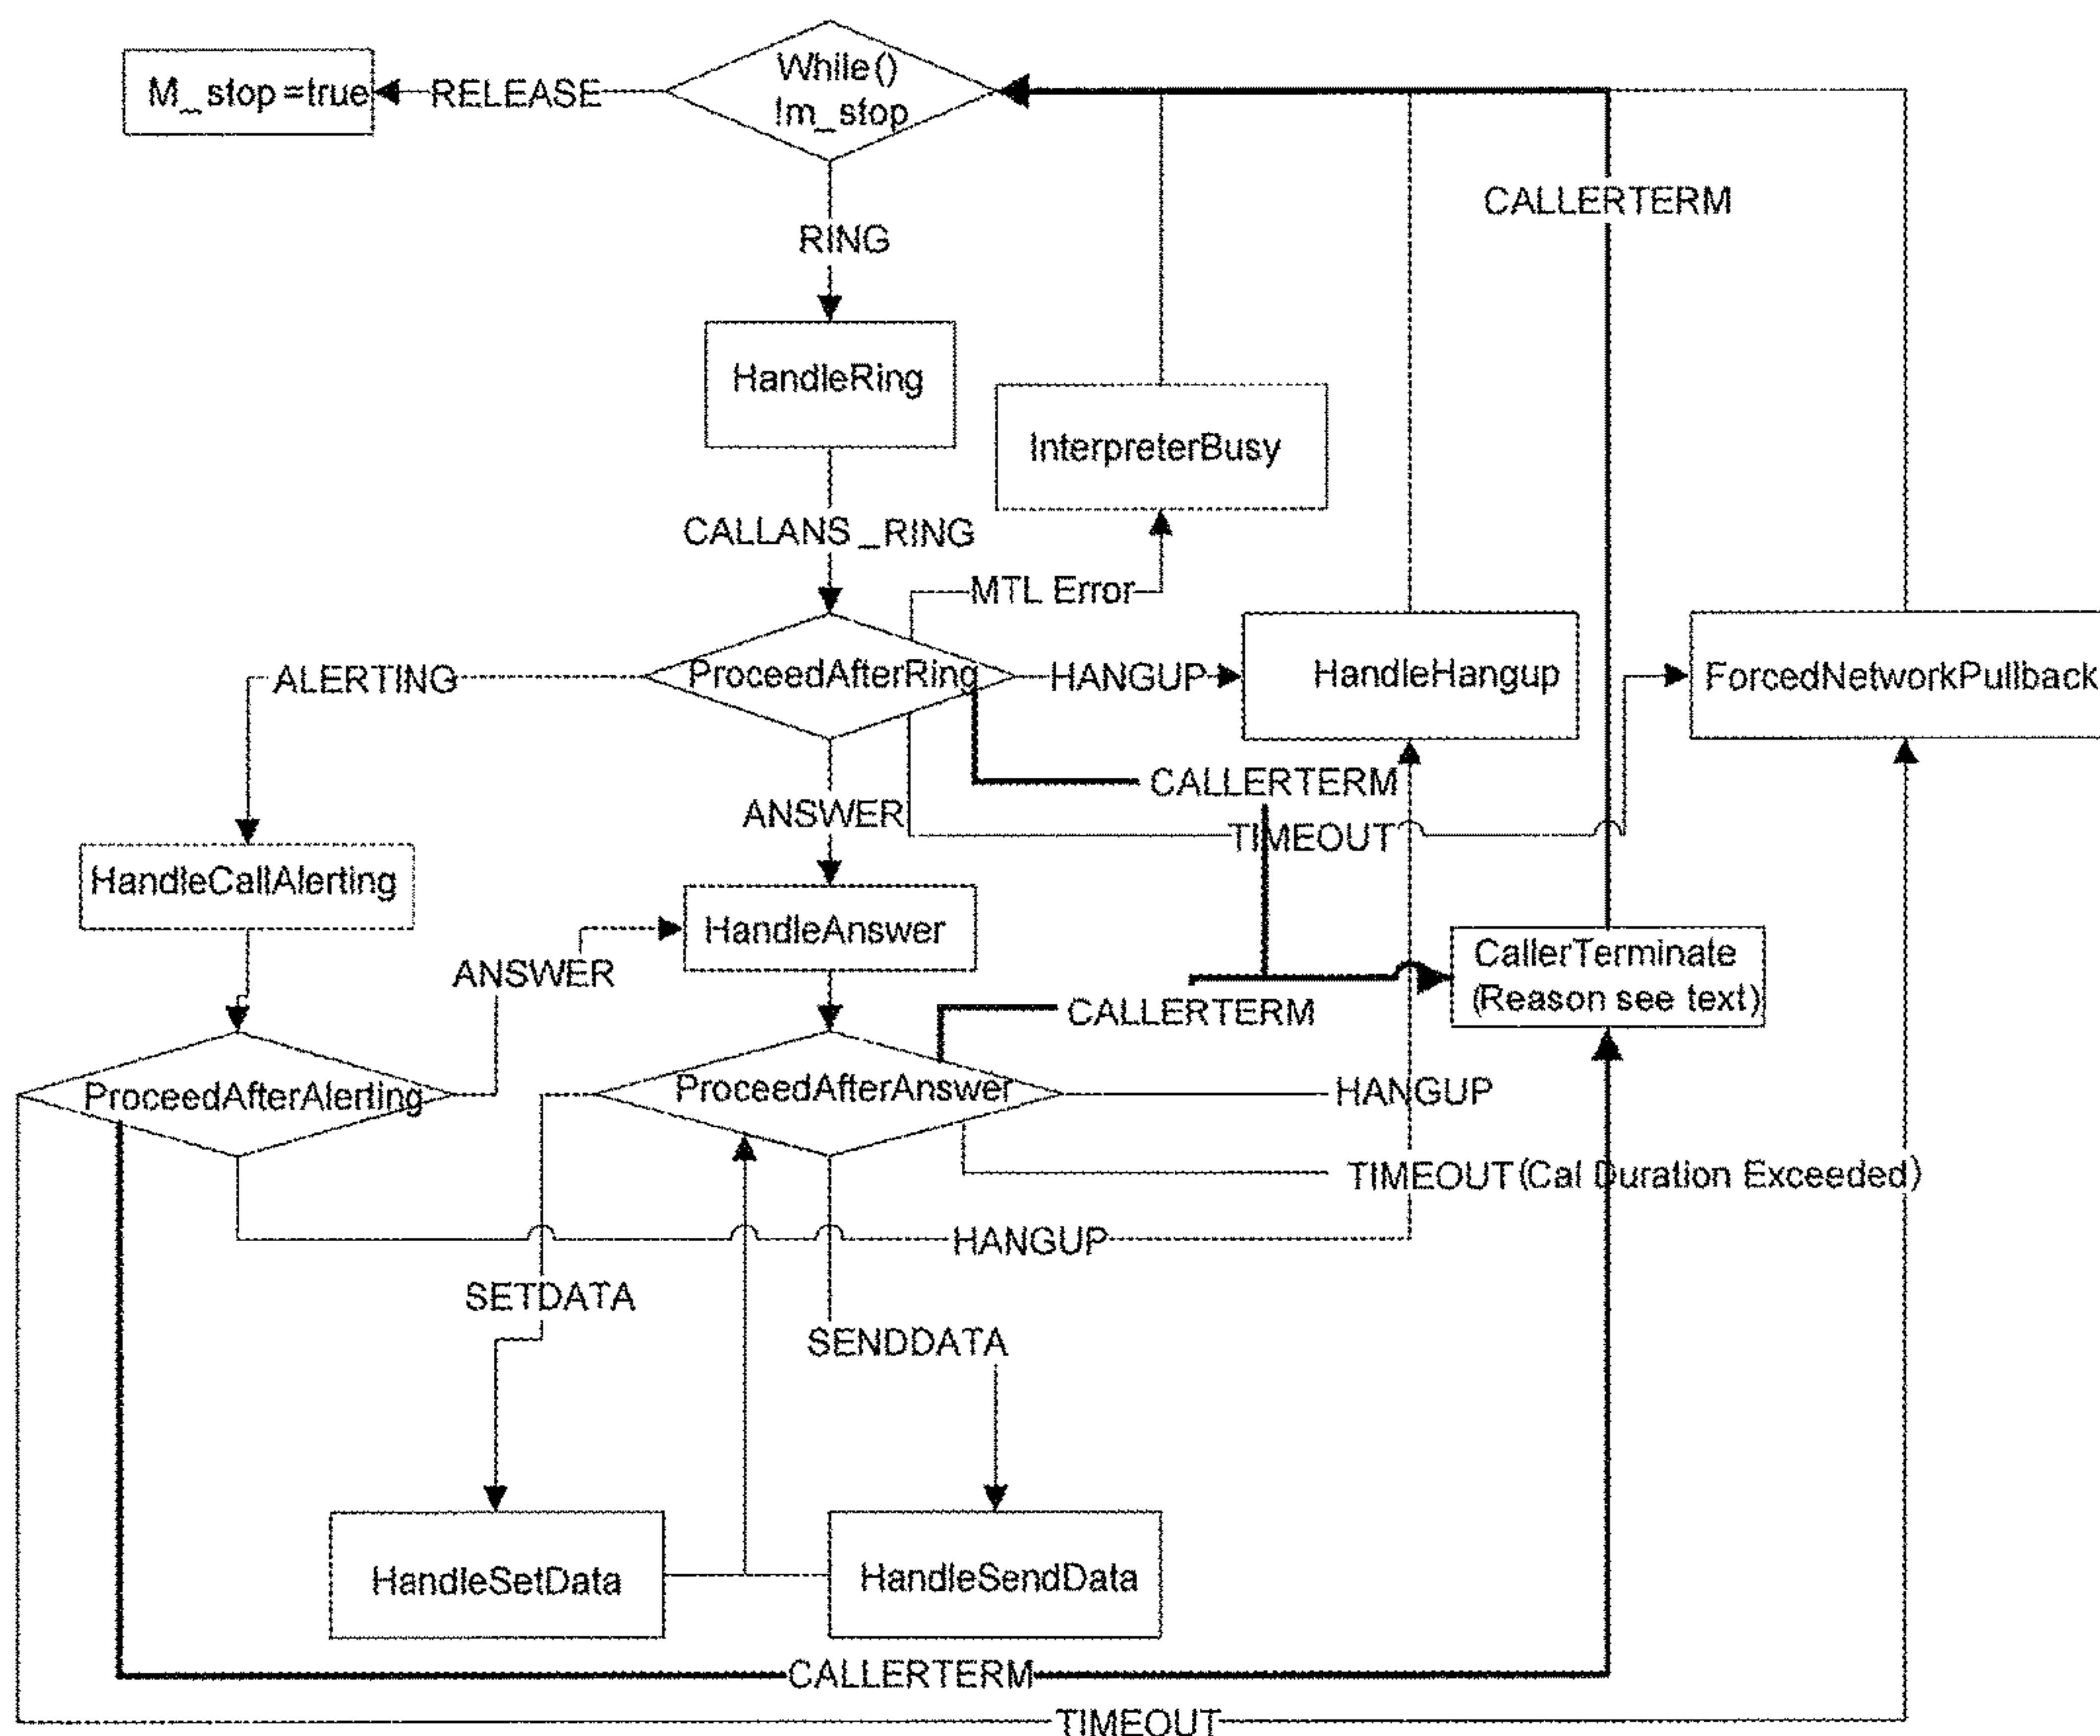 While()
!m_stop
M_stop=true
RELEASE
CALLERTERM
RING
HandleRing
InterpreterBusy
CALLANS_RING
MTL Error
ALERTING
ProceedAfterRing
HANGUP
HandleHangup
ForcedNetworkPullback
CALLERTERM
ANSWER
TIMEOUT
HandleCallAlerting
HandleAnswer
ANSWER
CallerTerminate
(Reason see text)
CALLERTERM
ProceedAfterAlerting
ProceedAfterAnswer
HANGUP
TIMEOUT (Cal Duration Exceeded)
HANGUP
SETDATA
SENDDATA
HandleSetData
HandleSendData
CALLERTERM
TIMEOUT